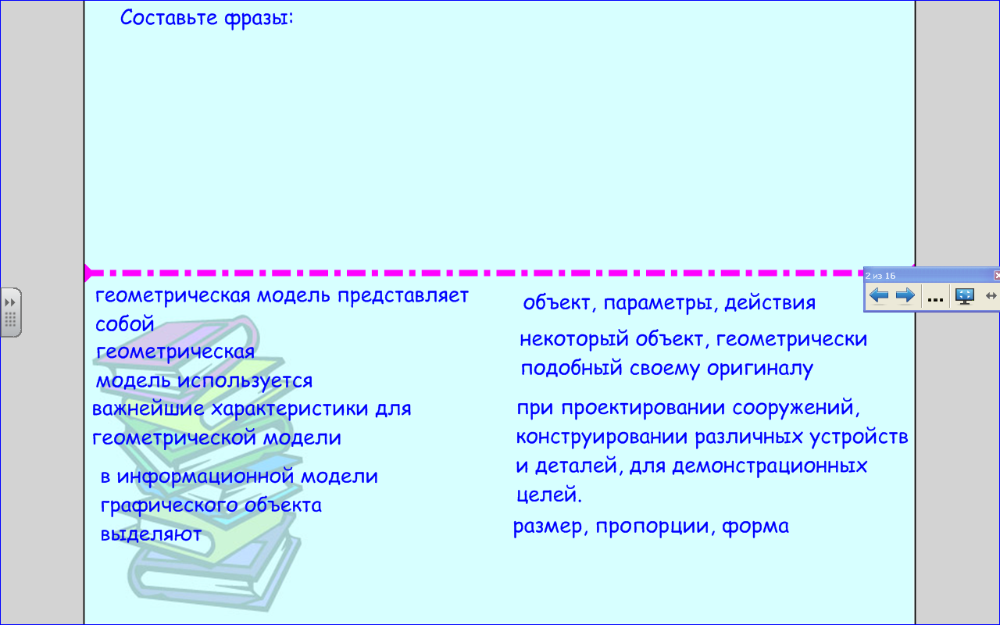 Составьте фразы:
геометрическая модель представляет
собой
геометрическая
модель используется
важнейшие характеристики для
геометрической модели
в информационной модели
графического объекта
выделяют
объект, параметры, действия
некоторый объект, геометрически
подобный своему оригиналу
при проектировании сооружений,
конструировании различных устройств
и деталей, для демонстрационных
целей.
размер, пропорции, форма
2 из 16